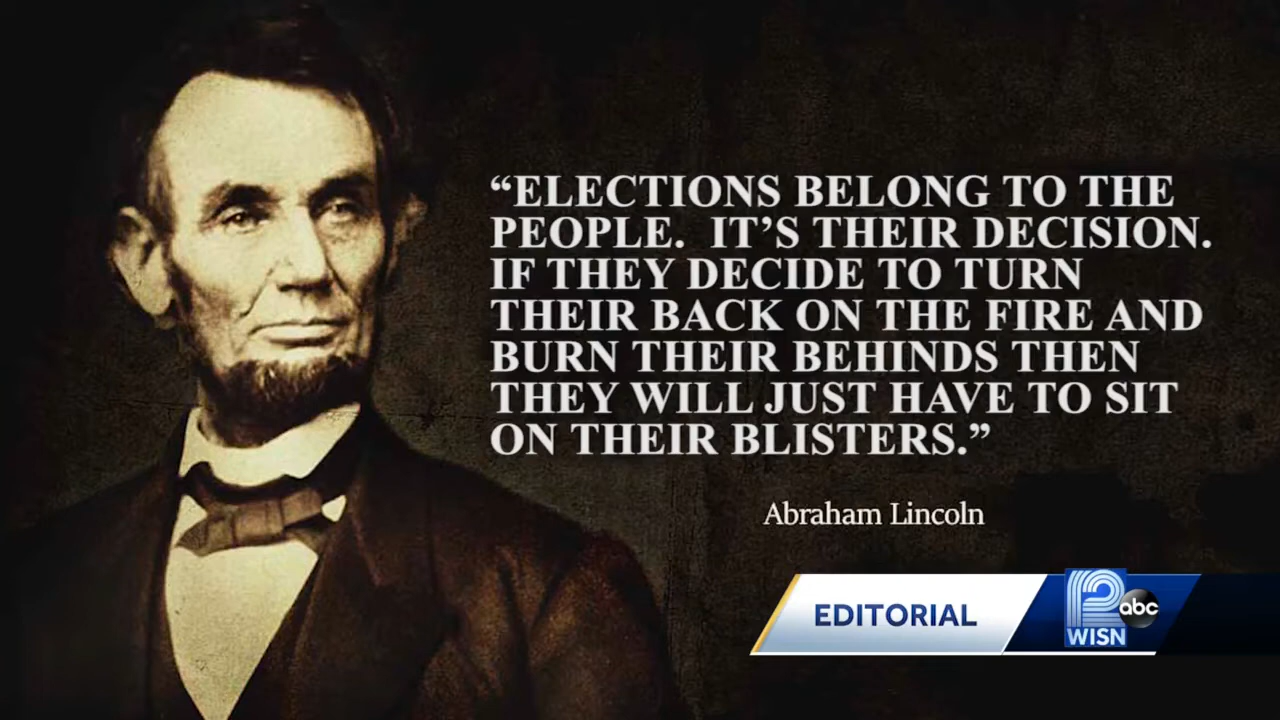 “ELECTIONS BELONG TO THE
PEOPLE.  IT’S THEIR DECISION.
IF THEY DECIDE TO TURN
THEIR BACK ON THE FIRE AND
BURN THEIR BEHINDS THEN
THEY WILL JUST HAVE TO SIT
ON THEIR BLISTERS.”
Abraham Lincoln
EDITORIAL
12
abc
WISN